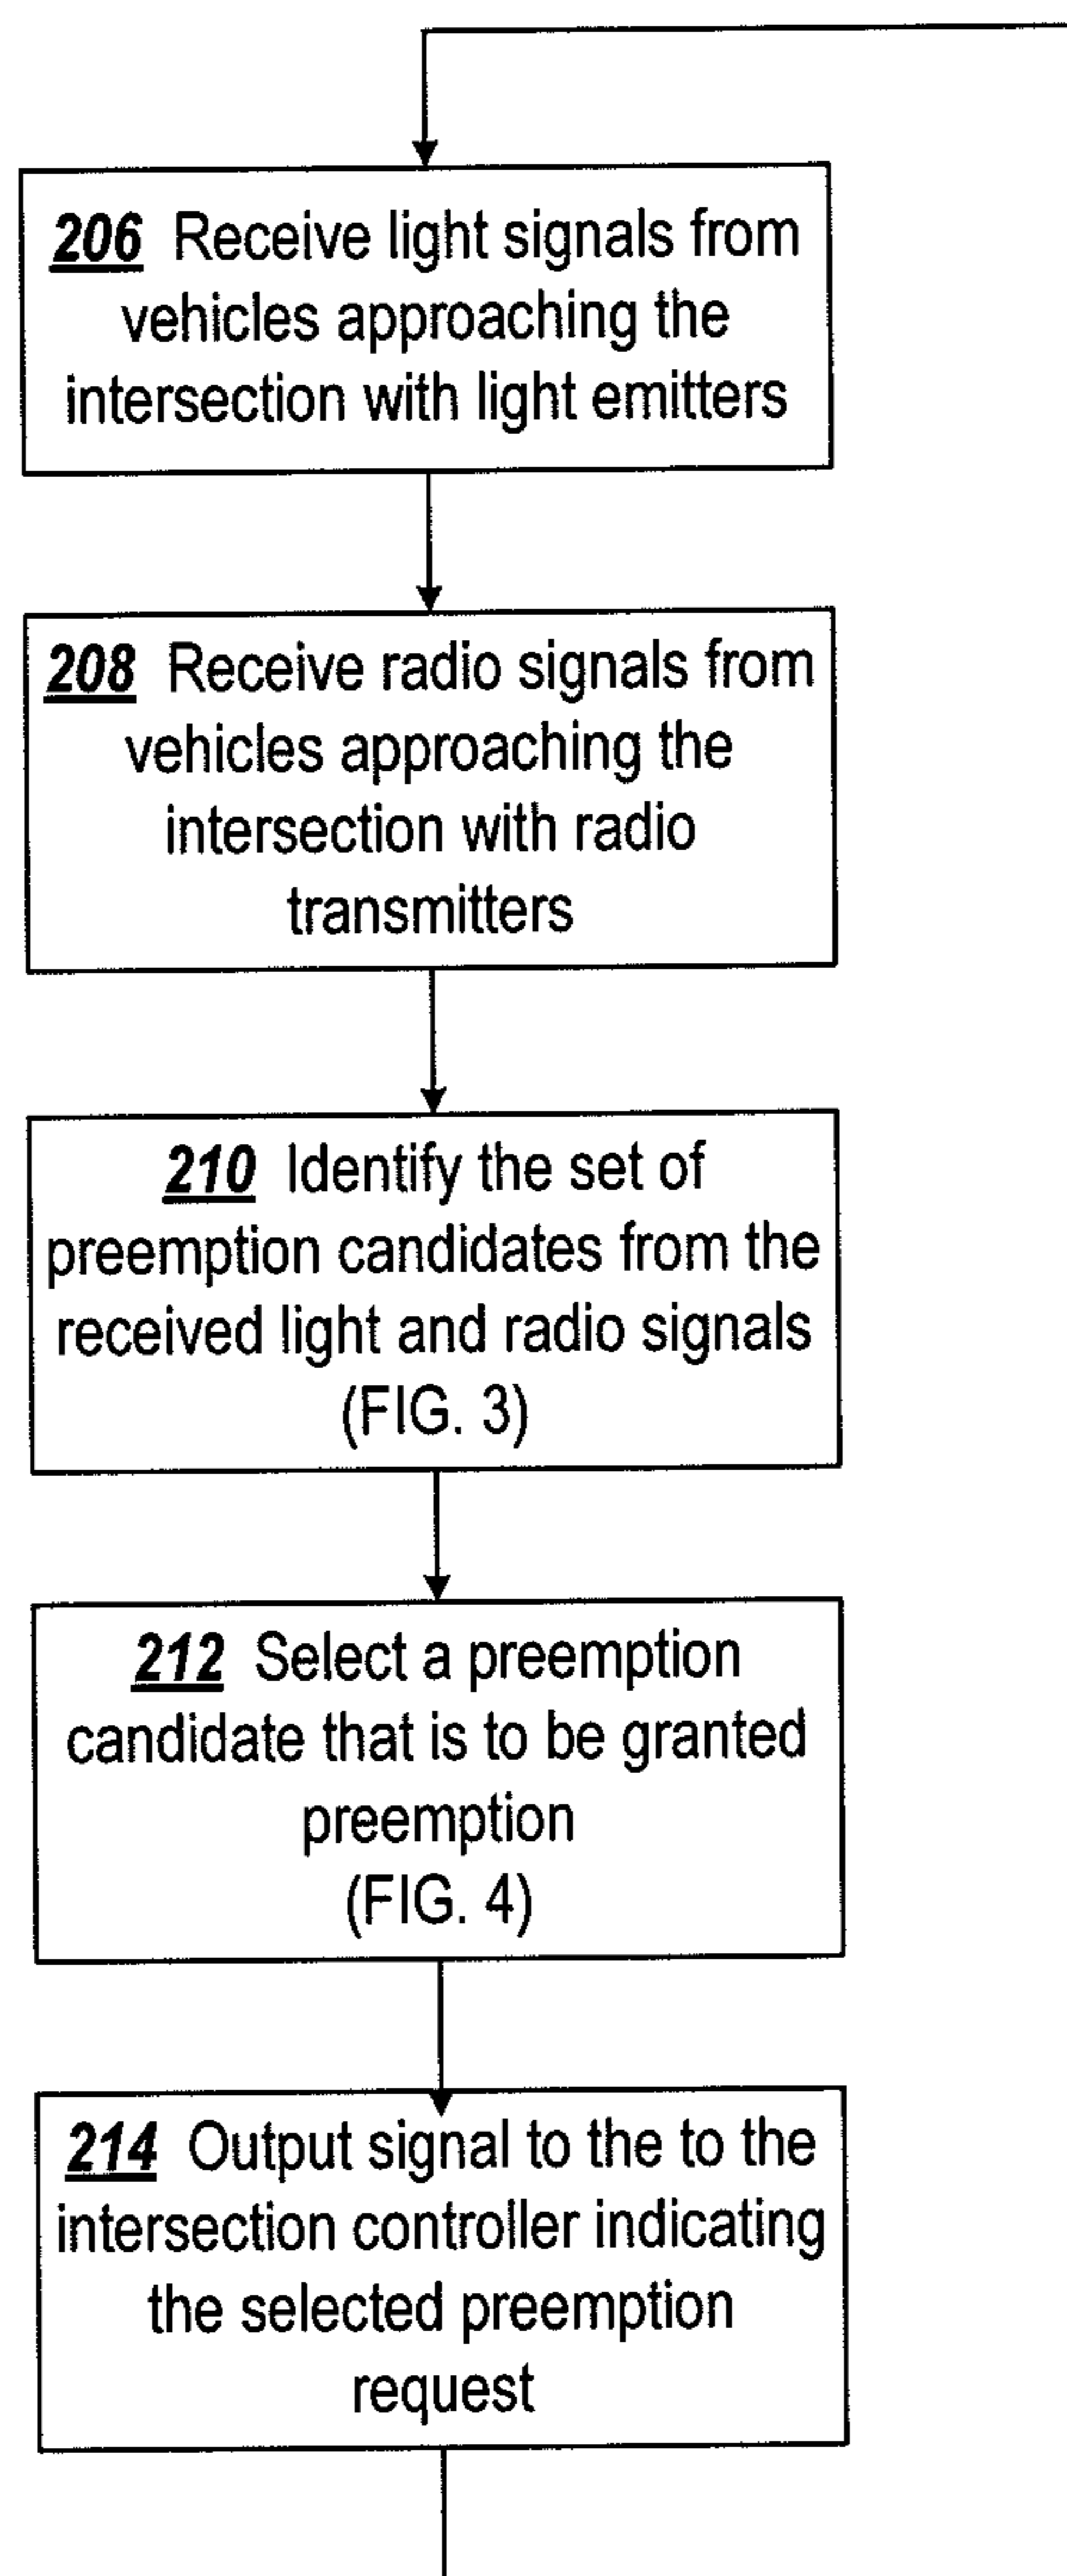 206 Receive light signals from
vehicles approaching the
intersection with light emitters
208 Receive radio signals from
vehicles approaching the
intersection with radio
transmitters
210 Identify the set of
preemption candidates from the
received light and radio signals
(FIG. 3)
212 Select a preemption
candidate that is to be granted
preemption
(FIG. 4)
214 Output signal to the to the
intersection controller indicating
the selected preemption
request